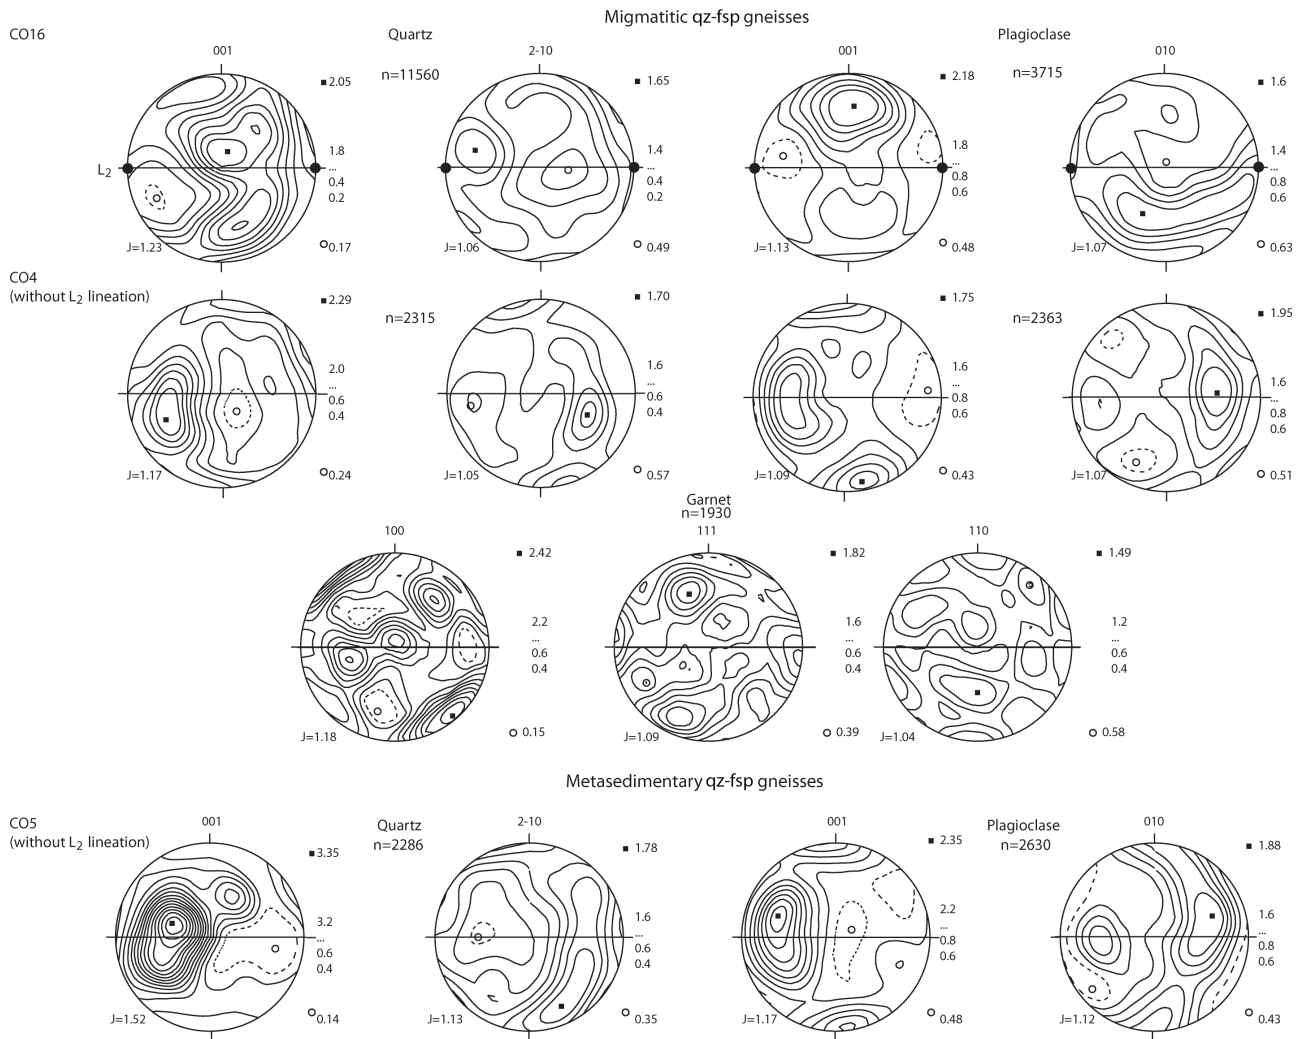 Migmatitic qz-fsp gneisses
CO16
Quartz
Plagioclase
001
2-10
001
010
n=11560
n=3715
2.05
1.65
2.18
1.6
L2
1.8
...
0.4
0.2
1.4
...
0.4
0.2
1.8
...
0.8
0.6
1.4
...
0.8
0.6
J=1.23
0.17
J=1.06
0.49
J=1.13
0.48
J=1.07
0.63
CO4
(without L2 lineation)
n=2315
n=2363
2.29
1.70
1.75
1.95
2.0
...
0.6
0.4
1.6
...
0.6
0.4
1.6
...
0.8
0.6
1.6
...
0.8
0.6
J=1.17
0.24
J=1.05
0.57
J=1.09
0.43
J=1.07
0.51
Garnet
n=1930
100
111
110
2.42
1.82
1.49
2.2
...
0.6
0.4
1.6
...
0.6
0.4
1.2
...
0.6
0.4
J=1.18
0.15
J=1.09
0.39
J=1.04
0.58
Metasedimentary qz-fsp gneisses
CO5
(without L2 lineation)
Quartz
n=2286
Plagioclase
n=2630
001
2-10
001
010
3.35
1.78
2.35
1.88
3.2
...
0.6
0.4
1.6
...
0.6
0.4
2.2
...
0.8
0.6
1.6
...
0.8
0.6
J=1.52
0.14
J=1.13
0.35
J=1.17
0.48
J=1.12
0.43